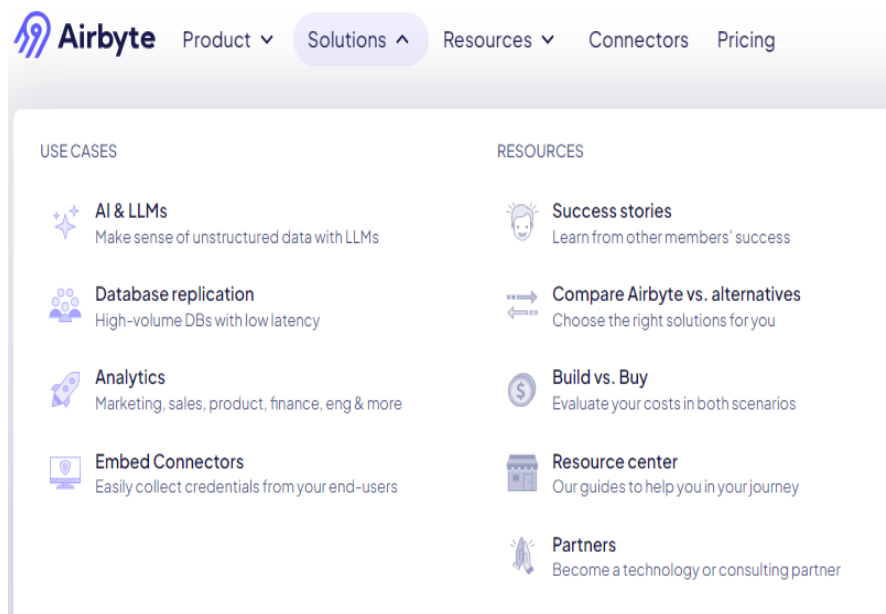 Airbyte Product Solutions Resources Connectors Pricing
USE CASES
AI & LLMs
Make sense of unstructured data with LLMs
Database replication
High-volume DBs with low latency
Analytics
Marketing, sales, product, finance, eng & more
Embed Connectors
Easily collect credentials from your end-users
RESOURCES
Success stories
Learn from other members' success
Compare Airbyte vs. alternatives
Choose the right solutions for you
Build vs. Buy
Evaluate your costs in both scenarios
Resource center
Our guides to help you in your journey
Partners
Become a technology or consulting partner